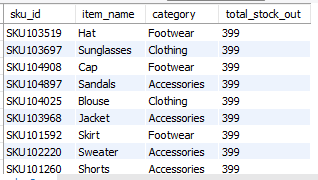 sku_id item_name category total_stock_out
SKU103519 Hat Footwear 399
SKU103697 Sunglasses Clothing 399
SKU104908 Cap Footwear 399
SKU104897 Sandals Accessories 399
SKU104025 Blouse Clothing 399
SKU103968 Jacket Accessories 399
SKU101592 Skirt Footwear 399
SKU102220 Sweater Accessories 399
SKU101260 Shorts Accessories 399